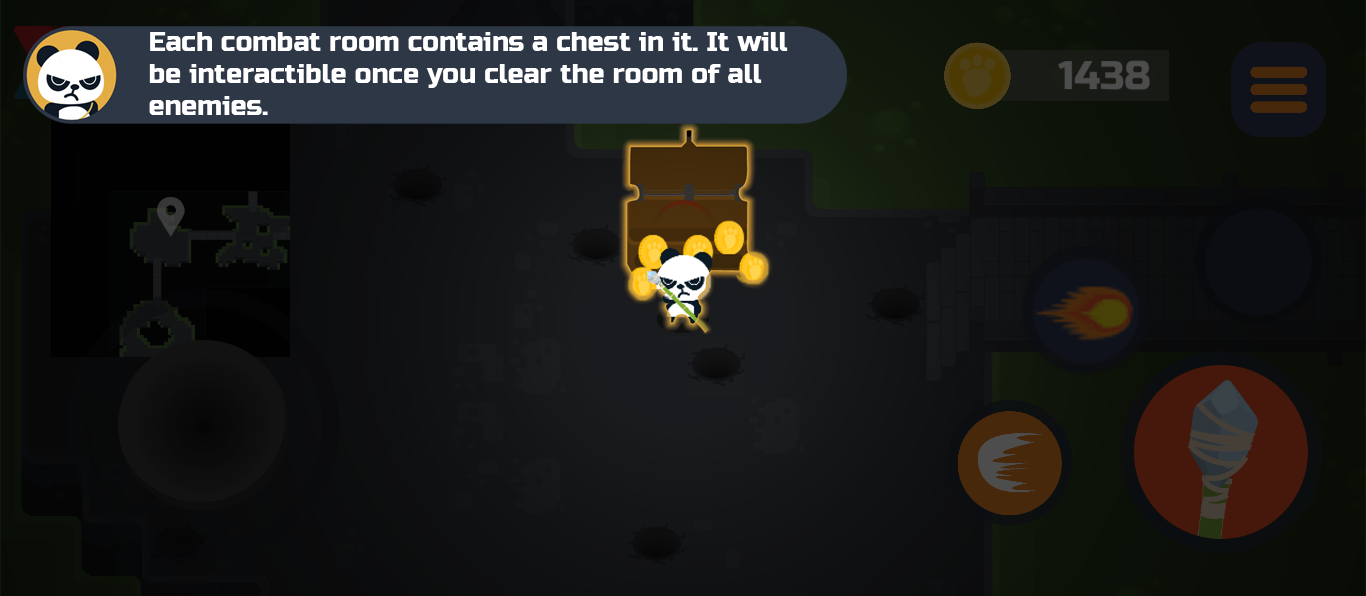 Each combat room contains a chest in it. It will
be interactible once you clear the room of all
enemies.
1438